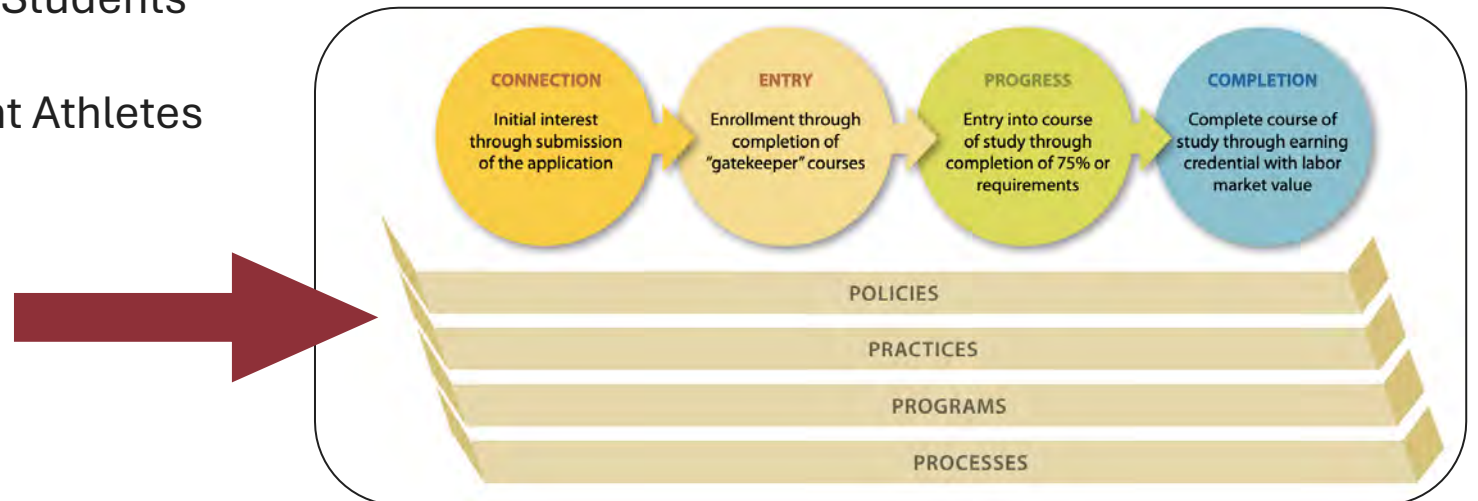 Students
nt Athletes
CONNECTION
Initial interest
through submission
of the application
ENTRY
Enrollment through
completion of
"gatekeeper" courses
PROGRESS
Entry into course
of study through
completion of 75% or
requirements
COMPLETION
Complete course of
study through earning
credential with labor
market value
POLICIES
PRACTICES
PROGRAMS
PROCESSES